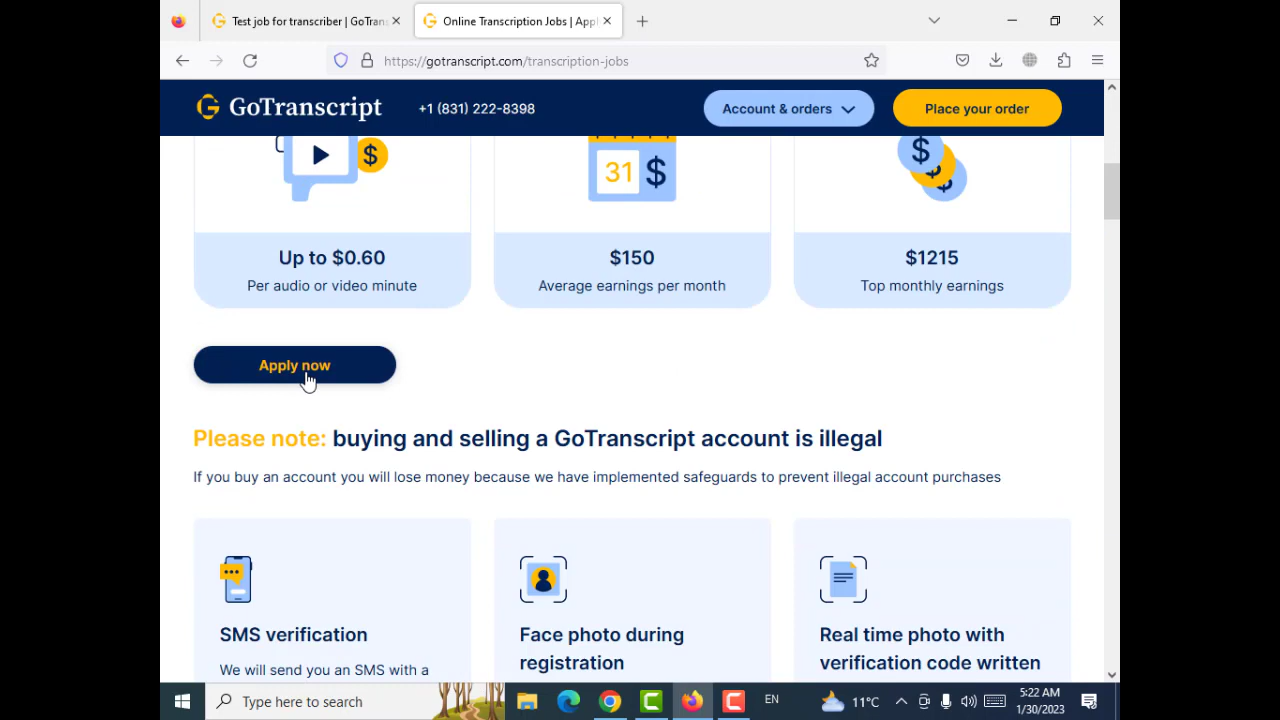 Test job for transcriber | GoTrans
Online Transcription Jobs | Appl
https://gotranscript.com/transcription-jobs
GoTranscript
+1 (831) 222-8398
Account & orders
Place your order
$
31 $
$ $ $
Up to $0.60
Per audio or video minute
$150
Average earnings per month
$1215
Top monthly earnings
Apply now
Please note: buying and selling a GoTranscript account is illegal
If you buy an account you will lose money because we have implemented safeguards to prevent illegal account purchases
SMS verification
We will send you an SMS with a
Face photo during
registration
Real time photo with
verification code written
Type here to search
EN
11°C
5:22 AM
1/30/2023